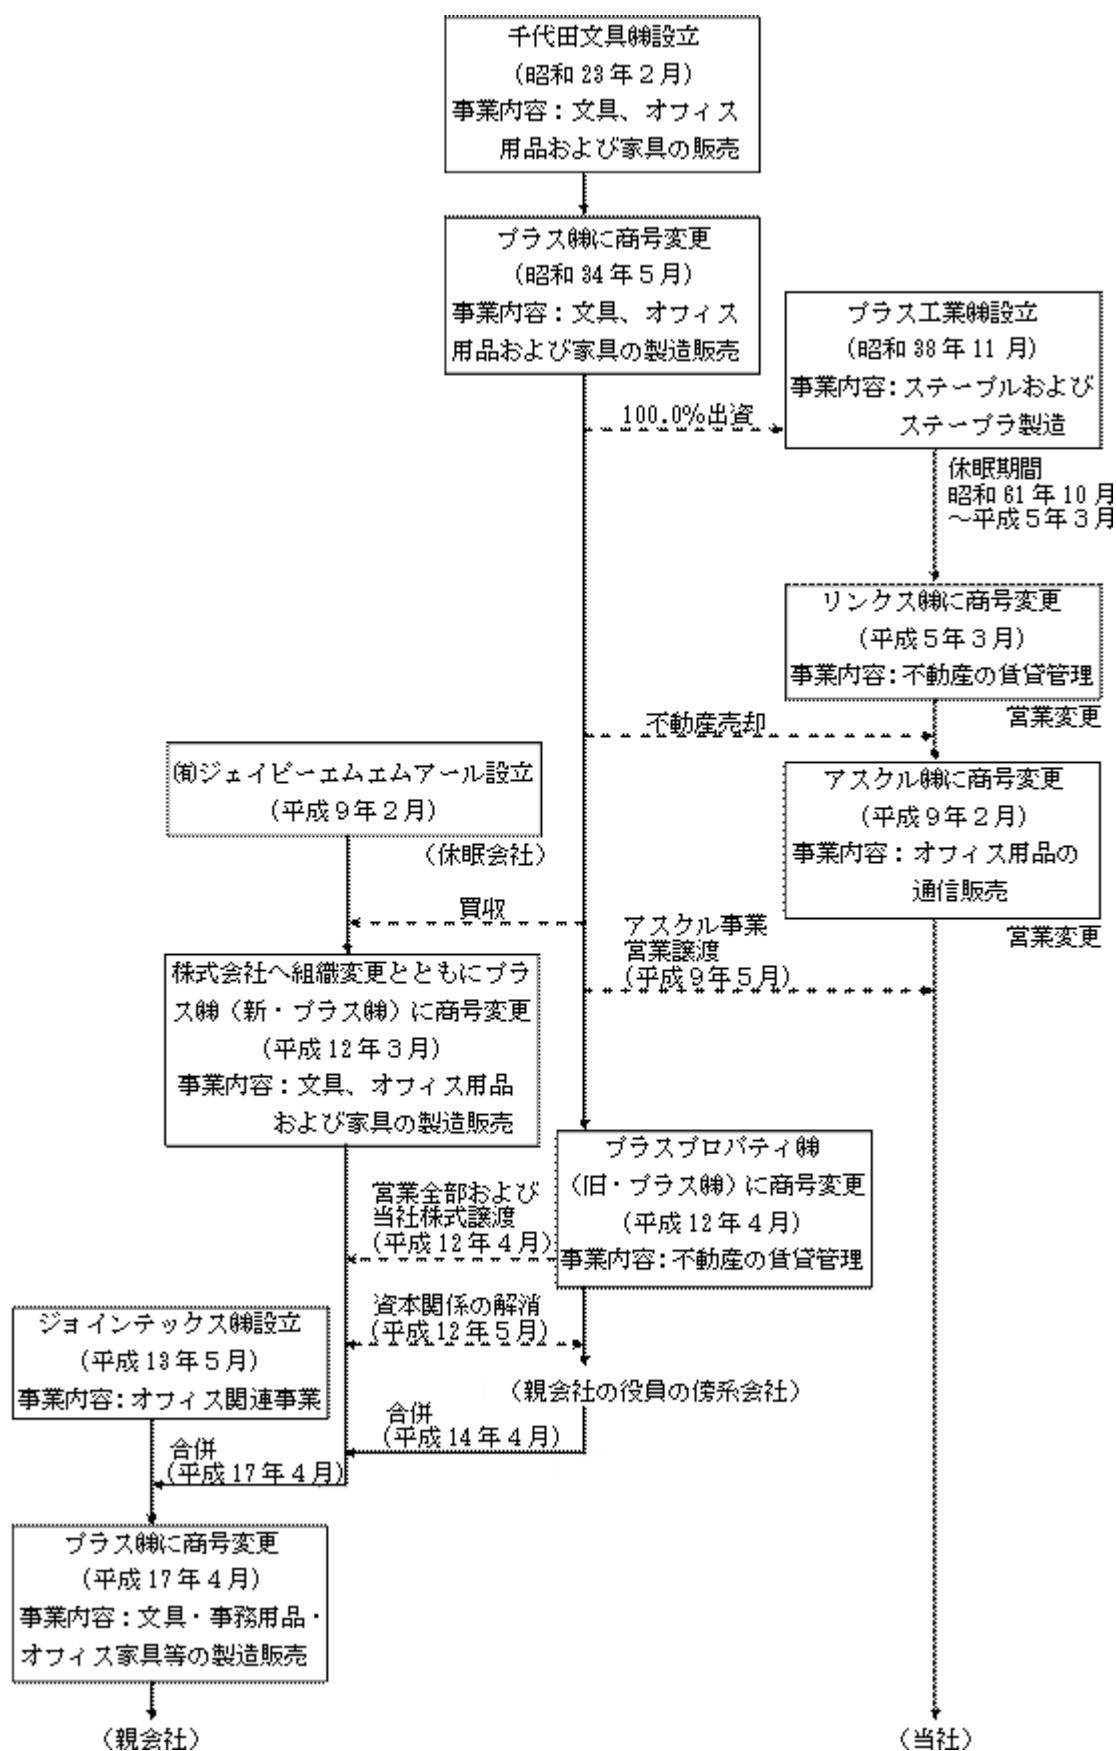 千代田文具㈱設立
(昭和23年2月)
事業内容：文具、オフィス
用品および家具の販売
プラス㈱に商号変更
(昭和34年5月)
事業内容：文具、オフィス
用品および家具の製造販売
プラス工業㈱設立
(昭和38年11月)
事業内容：ステープルおよび
ステープラ製造
100.0%出資
休眠期間
昭和61年10月
～平成5年3月
リンクス㈱に商号変更
(平成5年3月)
事業内容：不動産の賃貸管理
営業変更
不動産売却
㈲ジェイピーエムエムアール設立
(平成9年2月)
(休眠会社)
アスクル㈱に商号変更
(平成9年2月)
事業内容：オフィス用品の
通信販売
営業変更
買収
アスクル事業
営業譲渡
(平成9年5月)
株式会社へ組織変更とともにプラ
ス㈱(新・プラス㈱)に商号変更
(平成12年3月)
事業内容：文具、オフィス用品
および家具の製造販売
プラスプロパティ㈱
(旧・プラス㈱)に商号変更
(平成12年4月)
事業内容：不動産の賃貸管理
営業全部および
当社株式譲渡
(平成12年4月)
資本関係の解消
(平成12年5月)
ジョインテックス㈱設立
(平成13年5月)
事業内容：オフィス関連事業
(親会社の役員の傍系会社)
合併
(平成14年4月)
合併
(平成17年4月)
プラス㈱に商号変更
(平成17年4月)
事業内容：文具・事務用品・
オフィス家具等の製造販売
(親会社)
(当社)